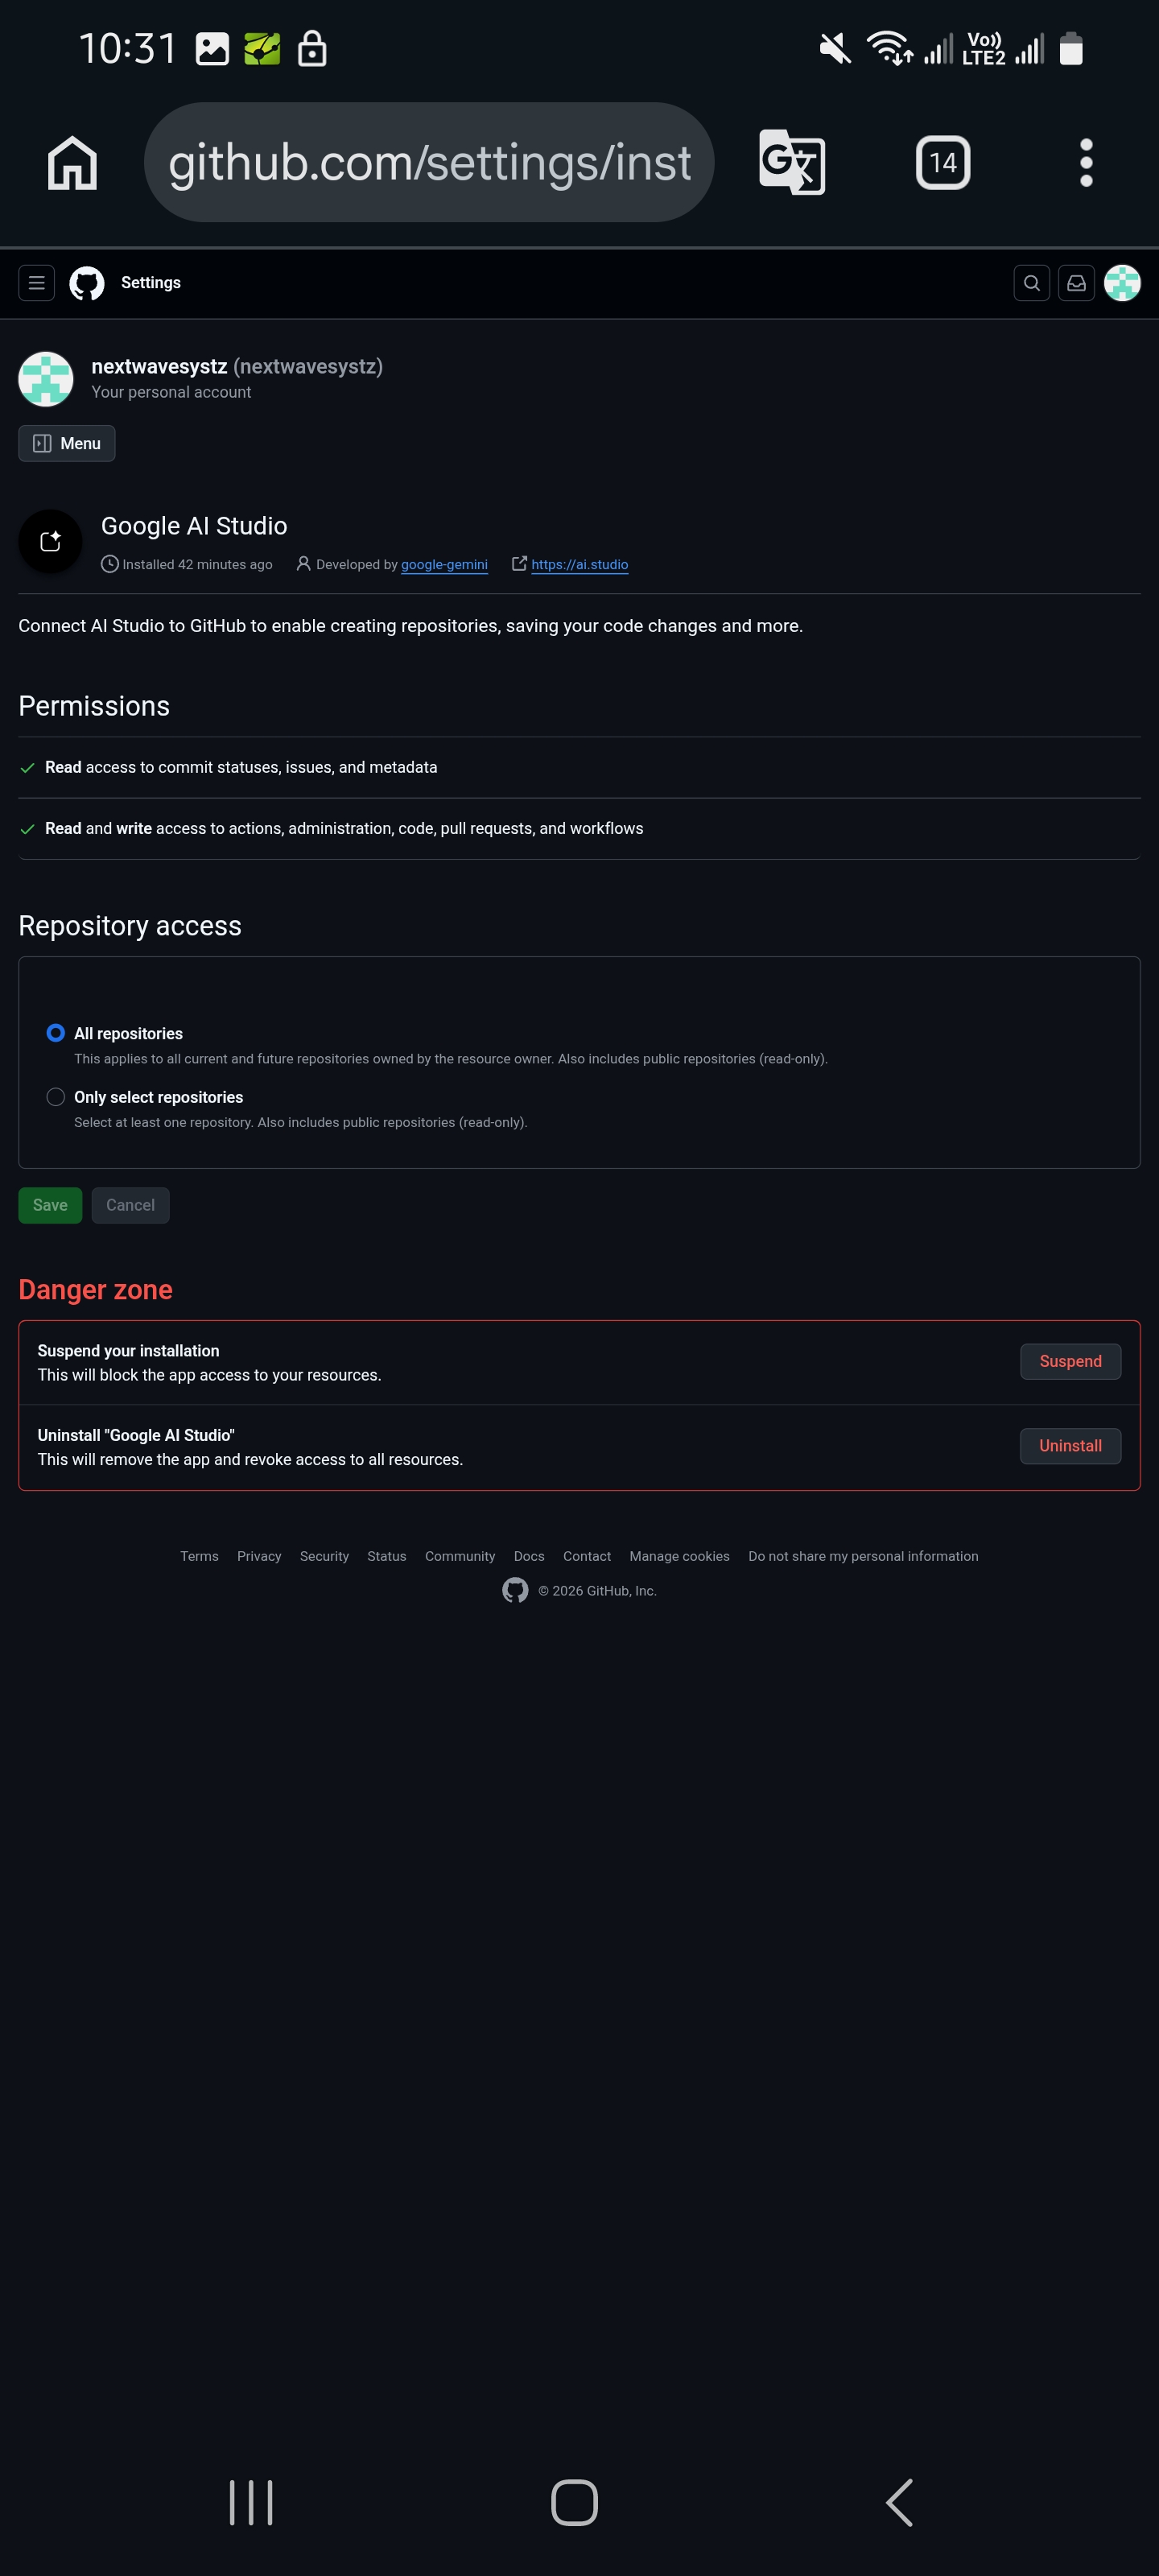 10:31
Vo))
LTE2
github.com/settings/inst
14
Settings
nextwavesystz (nextwavesystz)
Your personal account
Menu
Google AI Studio
Installed 42 minutes ago Developed by google-gemini https://ai.studio
Connect AI Studio to GitHub to enable creating repositories, saving your code changes and more.
Permissions
Read access to commit statuses, issues, and metadata
Read and write access to actions, administration, code, pull requests, and workflows
Repository access
All repositories
This applies to all current and future repositories owned by the resource owner. Also includes public repositories (read-only).
Only select repositories
Select at least one repository. Also includes public repositories (read-only).
Save Cancel
Danger zone
Suspend your installation
This will block the app access to your resources.
Suspend
Uninstall "Google AI Studio"
This will remove the app and revoke access to all resources.
Uninstall
Terms Privacy Security Status Community Docs Contact Manage cookies Do not share my personal information
© 2026 GitHub, Inc.